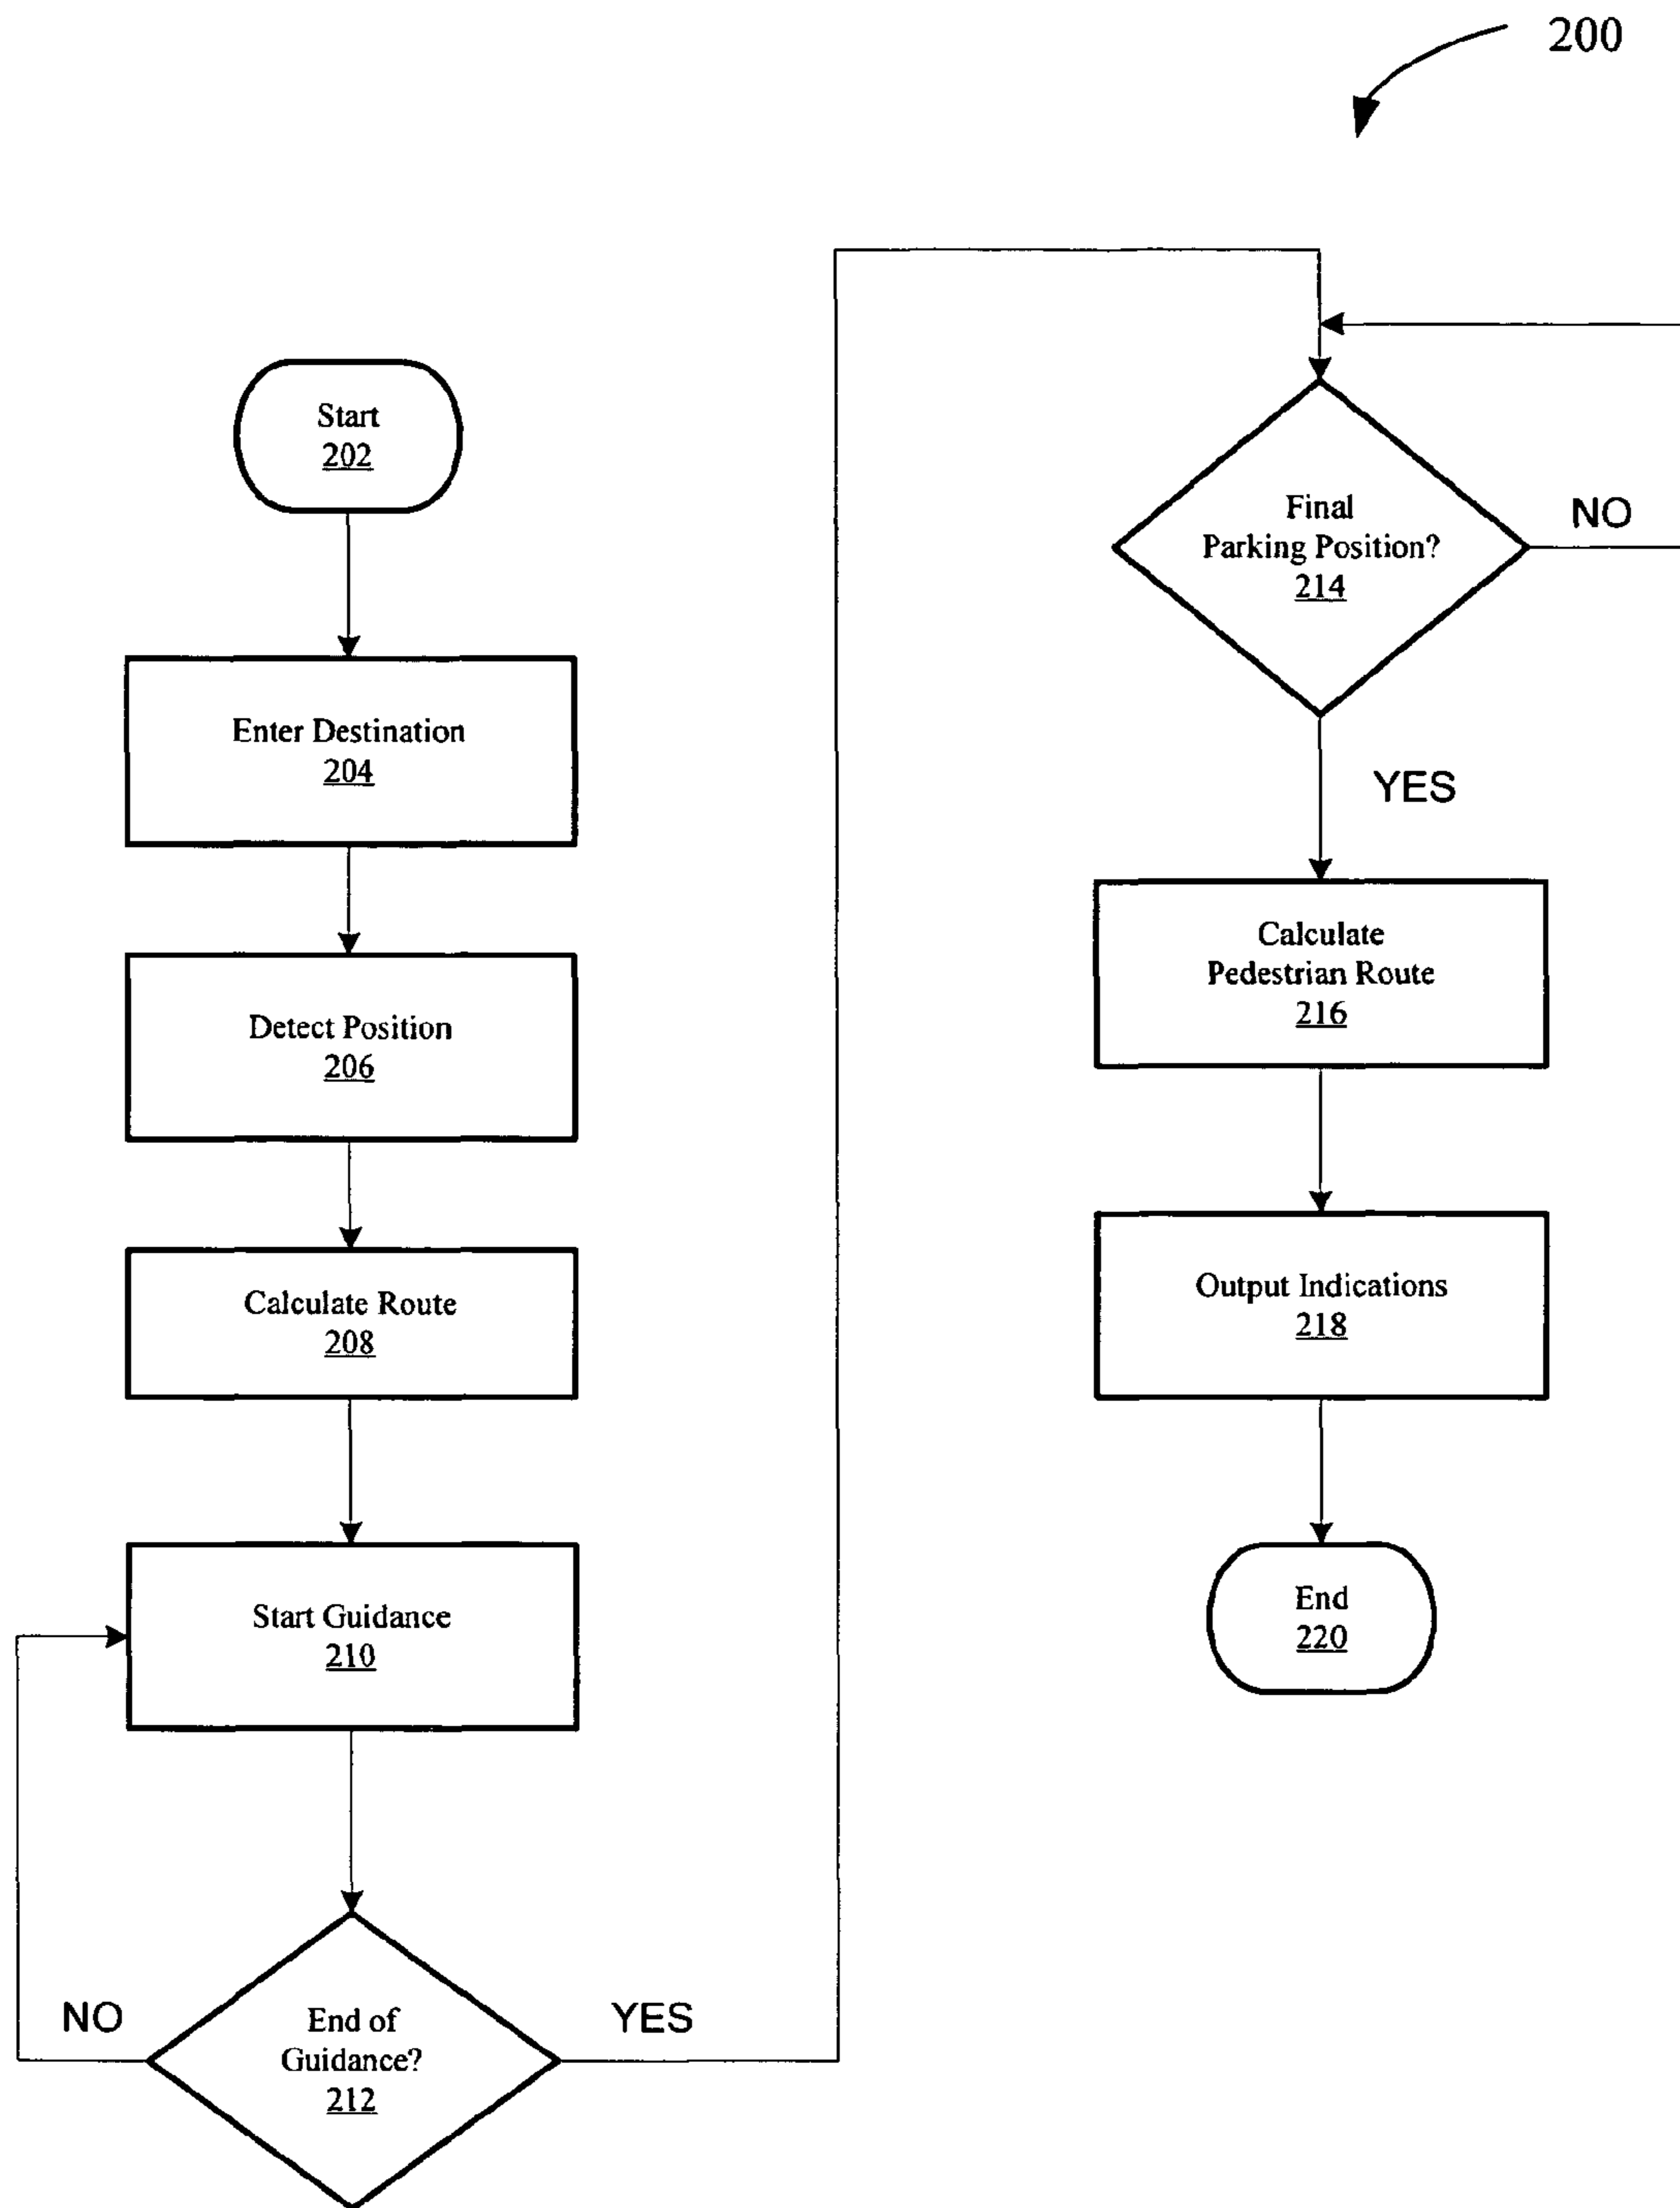 200
Start
202
Enter Destination
204
Detect Position
206
Calculate Route
208
Start Guidance
210
NO
End of
Guidance?
212
YES
Final
Parking Position?
214
NO
YES
Calculate
Pedestrian Route
216
Output Indications
218
End
220